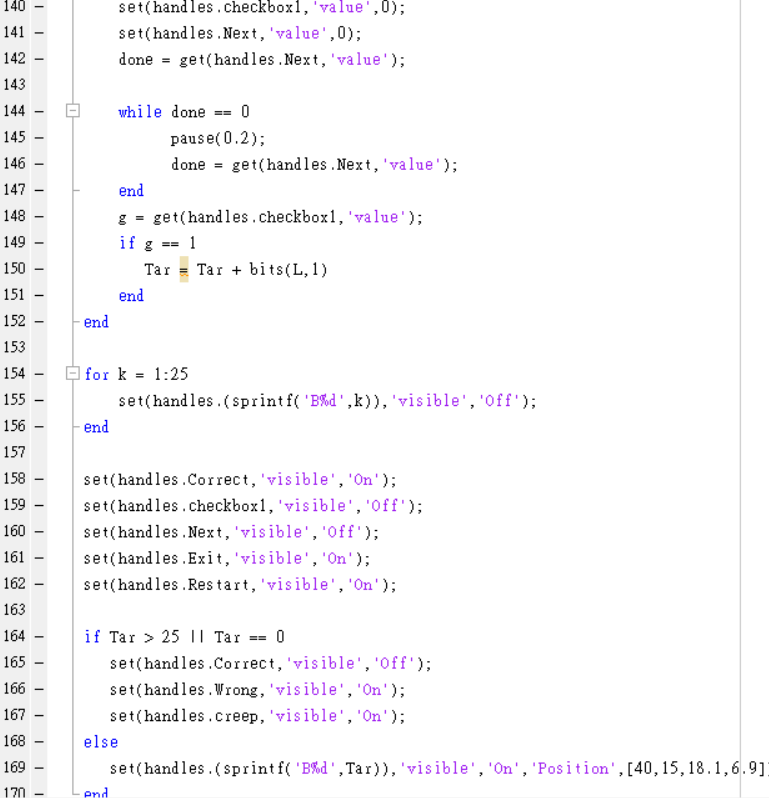 140 –         set(handles.checkbox1,'value',0);
141 –         set(handles.Next,'value',0);
142 –         done = get(handles.Next,'value');
143
144 –         while done == 0
145 –               pause(0.2);
146 –               done = get(handles.Next,'value');
147 –         end
148 –         g = get(handles.checkbox1,'value');
149 –         if g == 1
150 –            Tar = Tar + bits(L,1)
151 –         end
152 –     end
153
154 –     for k = 1:25
155 –         set(handles.(sprintf('B%d',k)),'visible','Off');
156 –     end
157
158 –     set(handles.Correct,'visible','On');
159 –     set(handles.checkbox1,'visible','Off');
160 –     set(handles.Next,'visible','Off');
161 –     set(handles.Exit,'visible','On');
162 –     set(handles.Restart,'visible','On');
163
164 –     if Tar > 25 || Tar == 0
165 –        set(handles.Correct,'visible','Off');
166 –        set(handles.Wrong,'visible','On');
167 –        set(handles.creep,'visible','On');
168 –     else
169 –        set(handles.(sprintf('B%d',Tar)),'visible','On','Position',[40,15,18.1,6.9]
170 –     end